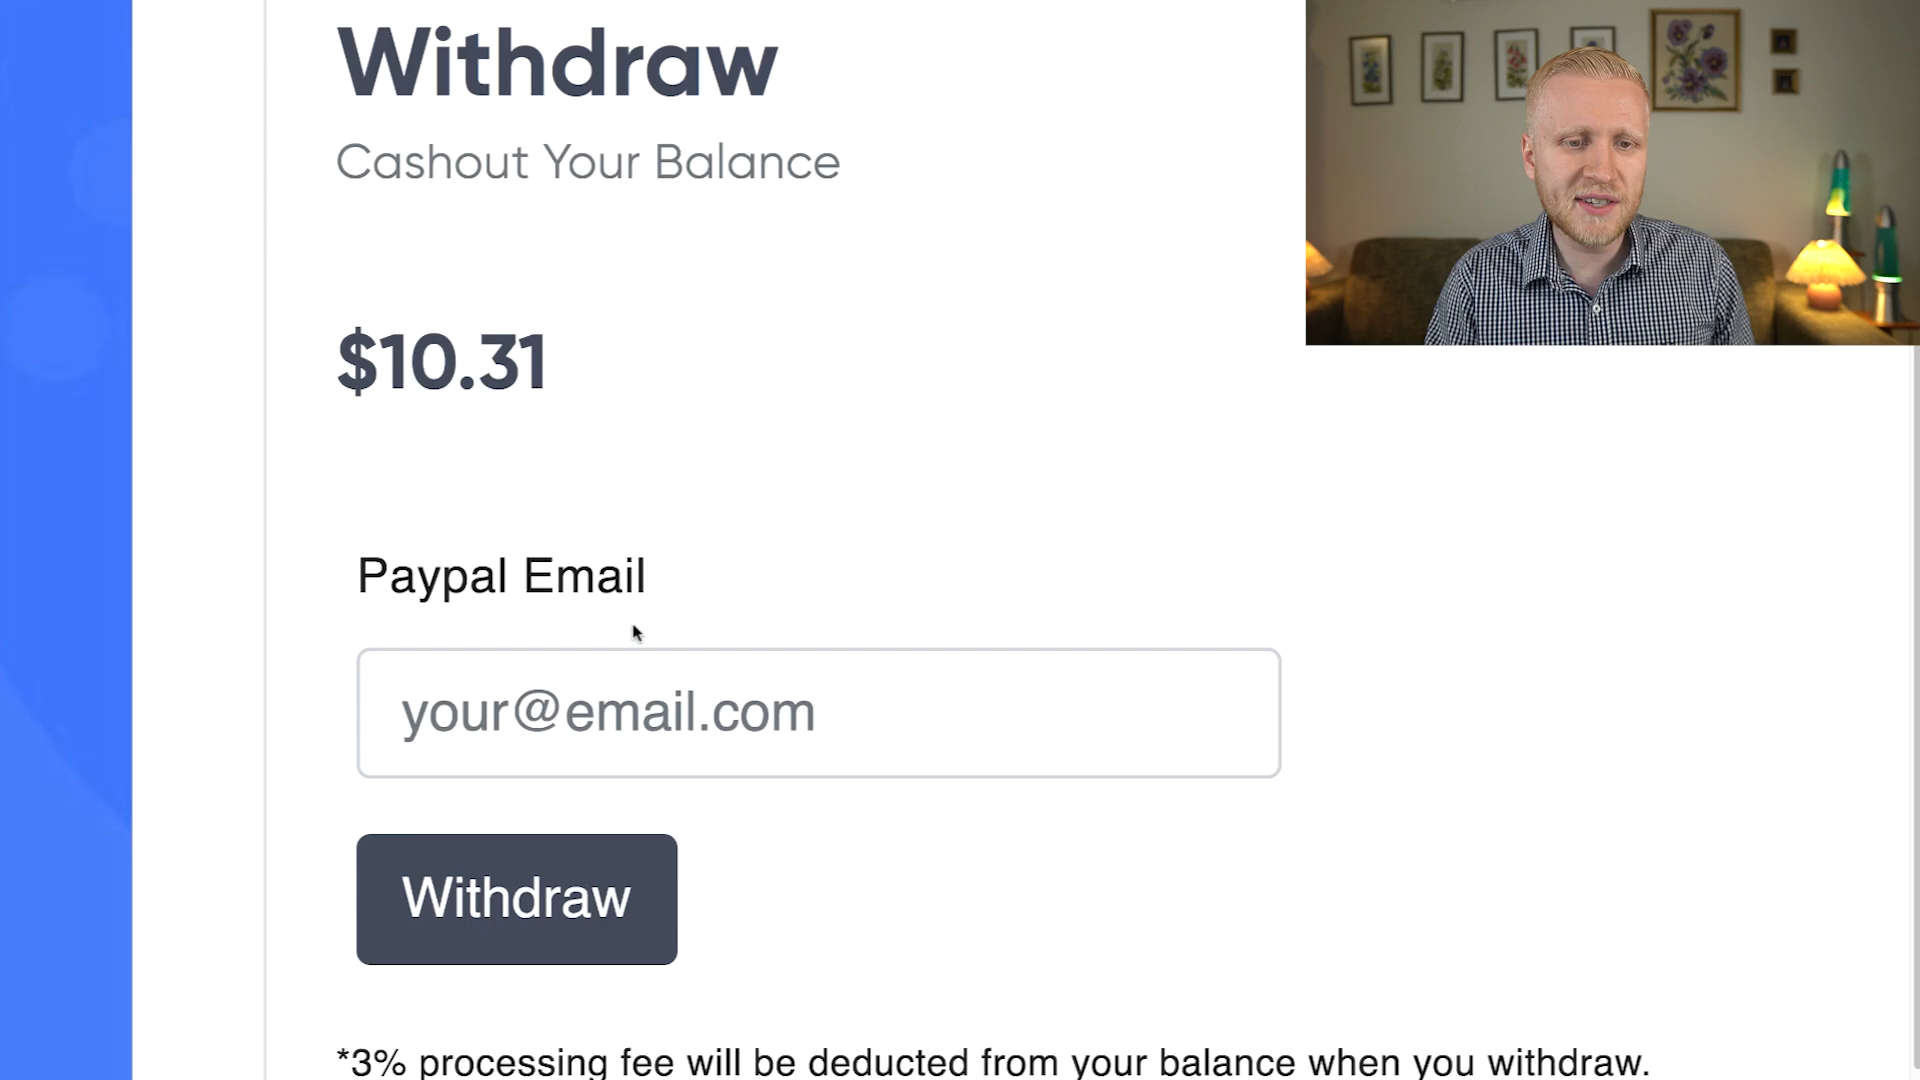 Withdraw
Cashout Your Balance
$10.31
Paypal Email
your@email.com
Withdraw
*3% processing fee will be deducted from your balance when you withdraw.